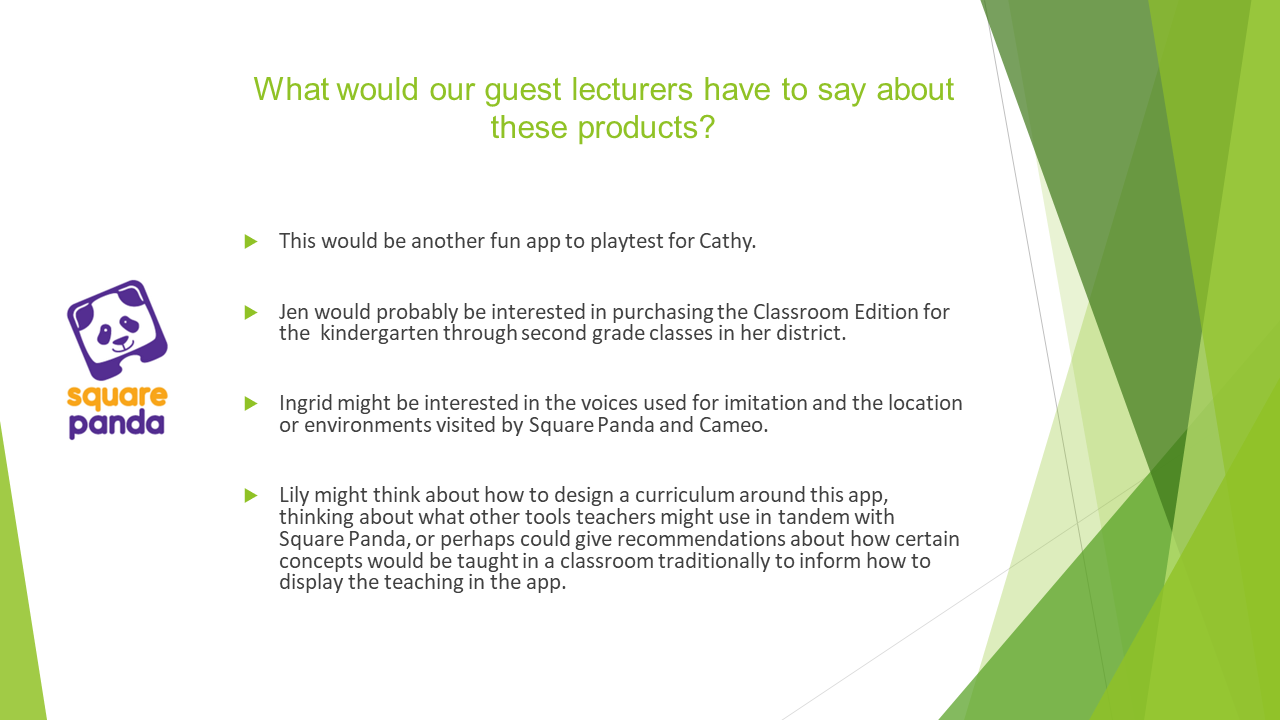 What would our guest lecturers have to say about
these products?
This would be another fun app to playtest for Cathy.
Jen would probably be interested in purchasing the Classroom Edition for
the  kindergarten through second grade classes in her district.
square
panda
Ingrid might be interested in the voices used for imitation and the location
or environments visited by Square Panda and Cameo.
Lily might think about how to design a curriculum around this app,
thinking about what other tools teachers might use in tandem with
Square Panda, or perhaps could give recommendations about how certain
concepts would be taught in a classroom traditionally to inform how to
display the teaching in the app.